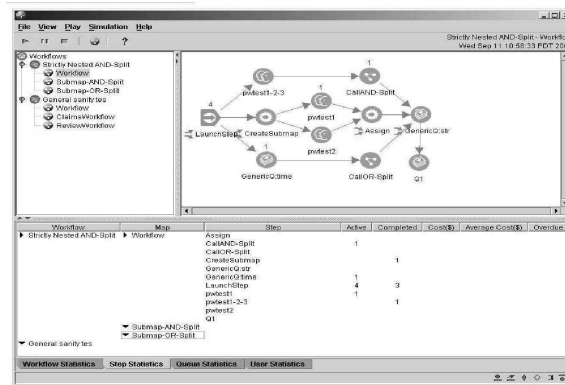 File View Play Simulation Help
?
Strictly Nested AND-Split - Workflo
Wed Sep 11 10:58:33 PDT 200
Workflows
Strictly Nested AND-Split
Workflow
Submap-AND-Split
Submap-OR-Split
General sanity tes
Workflow
ClaimsWorkflow
ReviewWorkflow
1
pwtest1-2-3
CallAND-Split
4
1
pwtest1
LaunchStep
CreateSubmap
Assign
GenericQ:str
1
pwtest2
GenericQ:time
CallOR-Split
Q1
Workflow Map Step Active Completed Cost($) Average Cost($) Overdue
Strictly Nested AND-Split Workflow Assign
CallAND-Split 1
CallOR-Split
CreateSubmap 1
GenericQ:str
GenericQ:time 1
LaunchStep 4 3
pwtest1 1
pwtest1-2-3 1
pwtest2
Q1
Submap-AND-Split
Submap-OR-Split
General sanity tes
Workflow Statistics Step Statistics Queue Statistics User Statistics